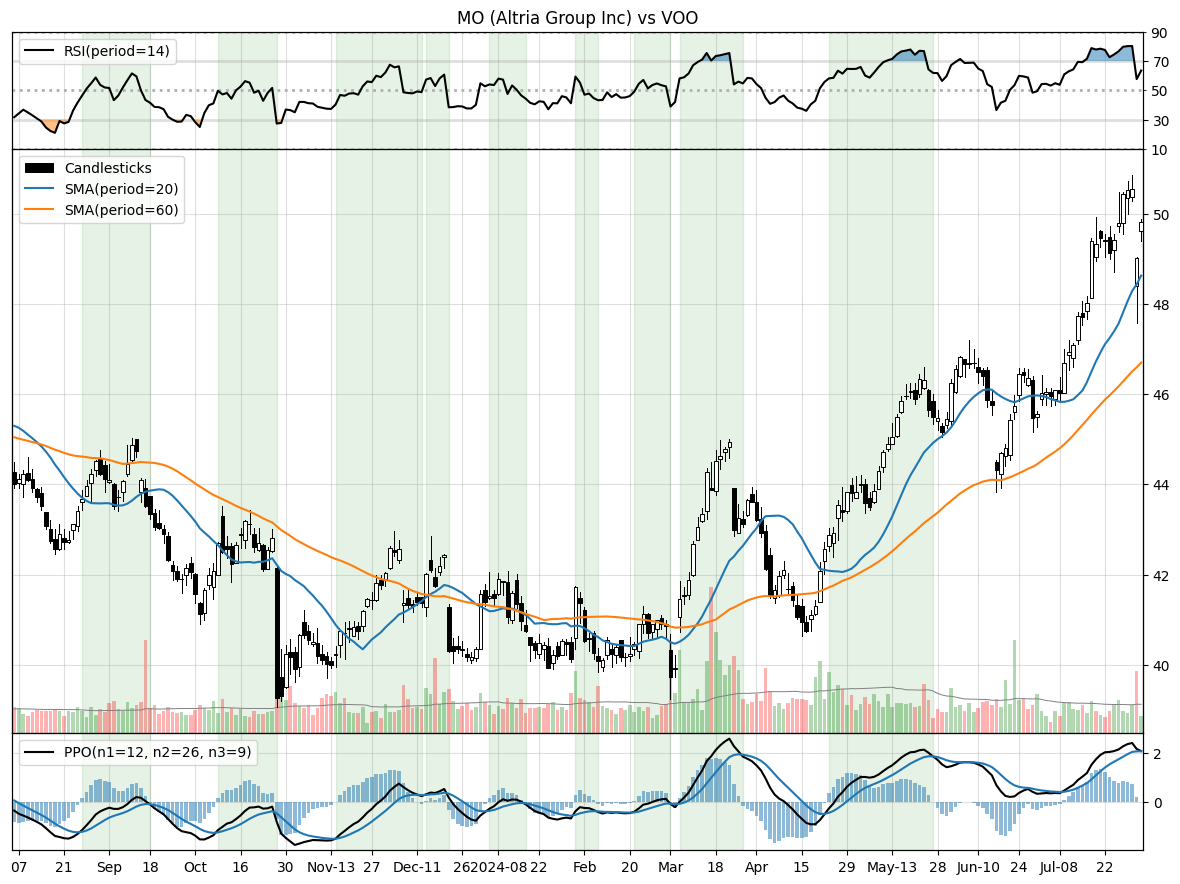 MO (Altria Group Inc) vs VOO
RSI(period=14)
90
70
50
30
10
Candlesticks
SMA(period=20)
SMA(period=60)
50
48
46
44
42
40
PPO(n1=12, n2=26, n3=9)
2
0
07 21 Sep 18 Oct 16 30 Nov-13 27 Dec-11 26 2024-08 22 Feb 20 Mar 18 Apr 15 29 May-13 28 Jun-10 24 Jul-08 22